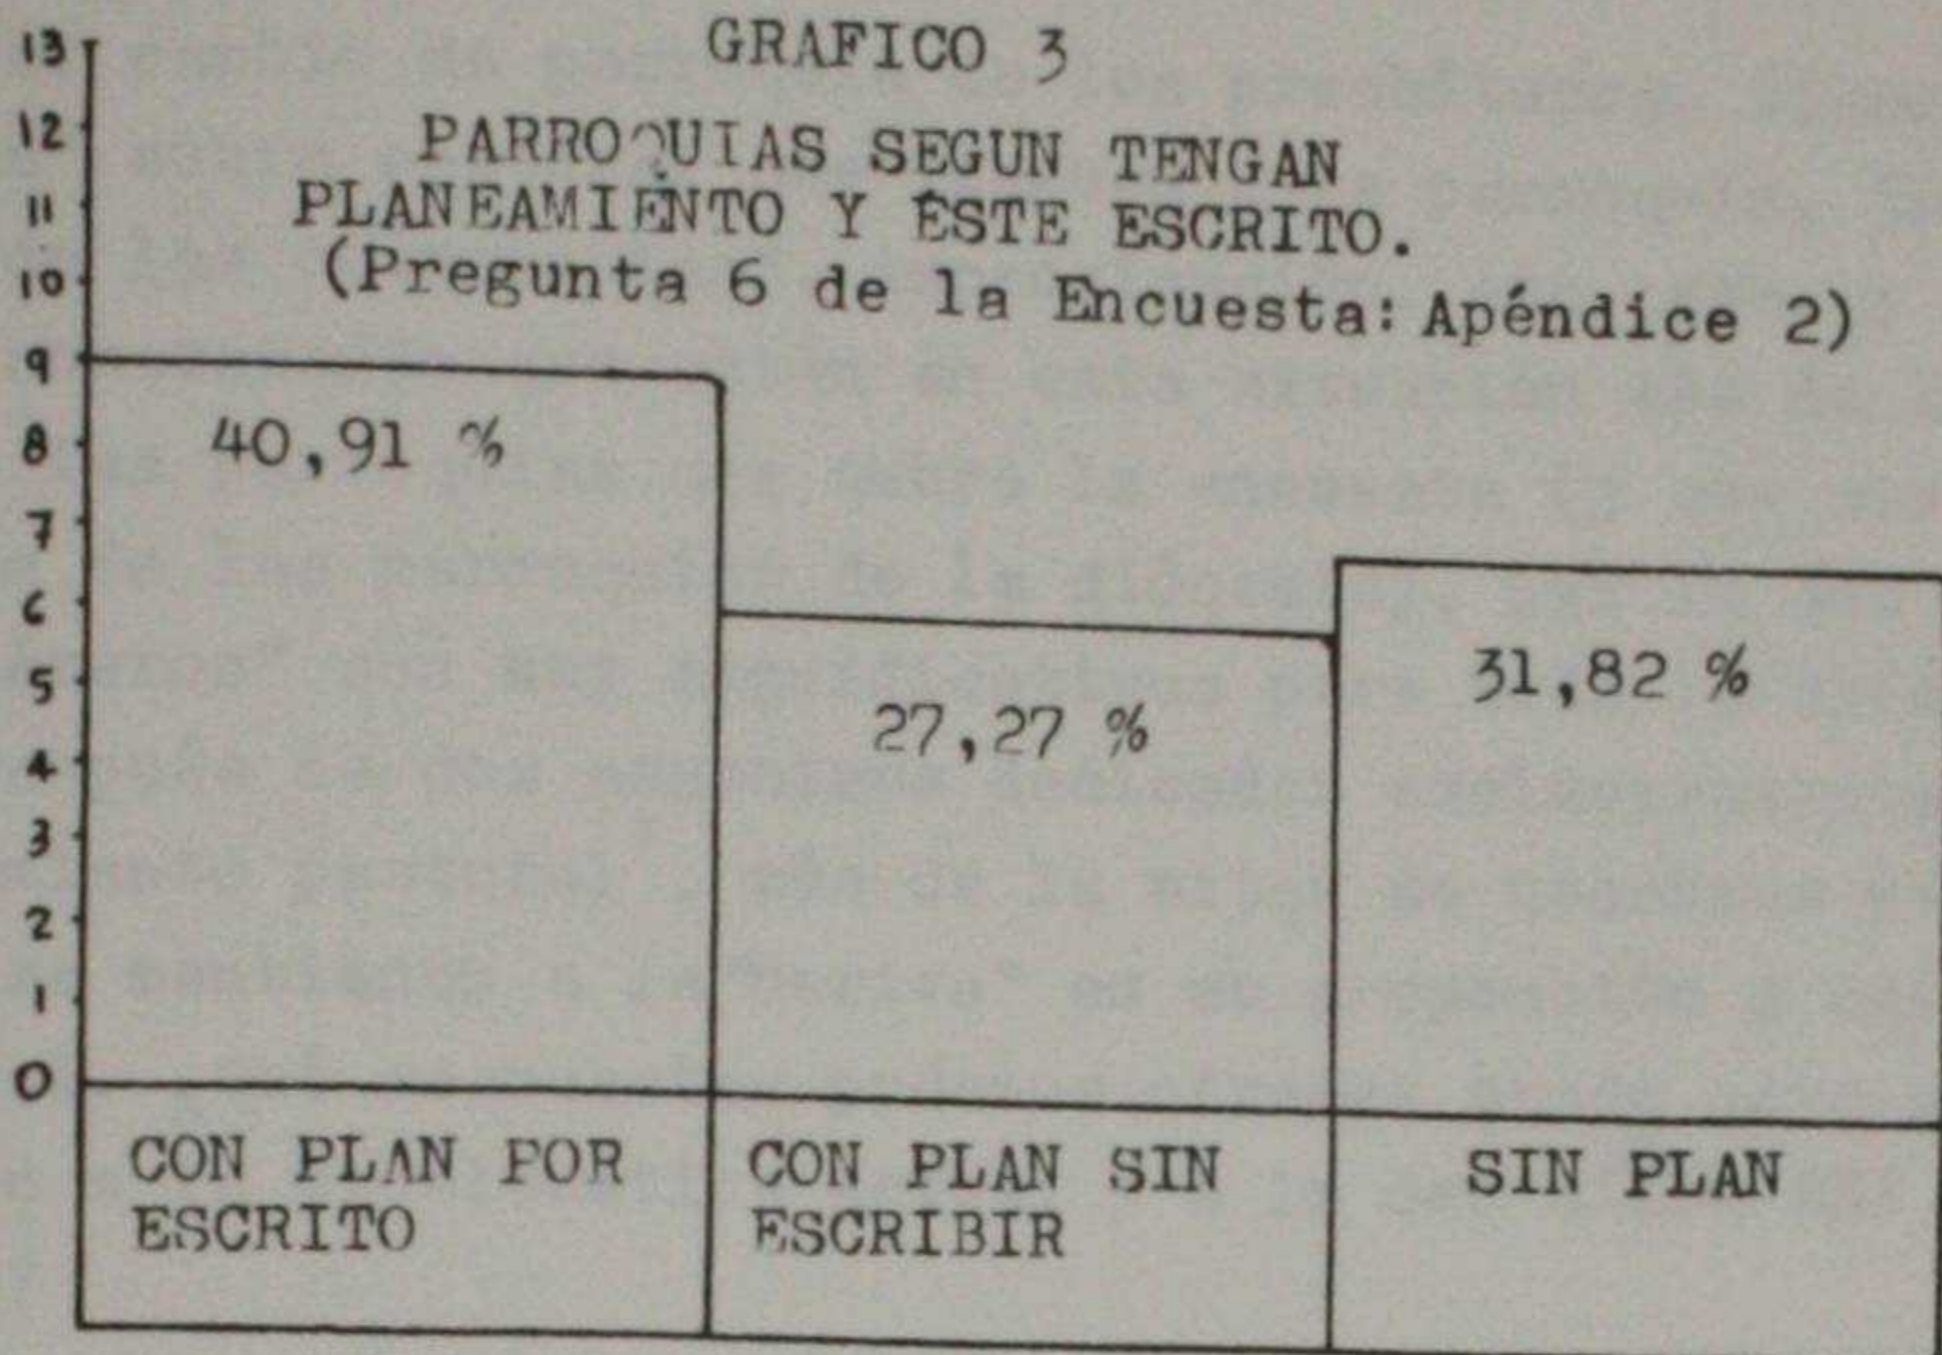 GRAFICO 3
PARROQUIAS SEGUN TENGAN
PLANEAMIENTO Y ÉSTE ESCRITO.
(Pregunta 6 de la Encuesta: Apéndice 2)
13
12
11
10
9
8
7
6
5
4
3
2
1
0
40,91 %
27,27 %
31,82 %
CON PLAN POR
ESCRITO
CON PLAN SIN
ESCRIBIR
SIN PLAN